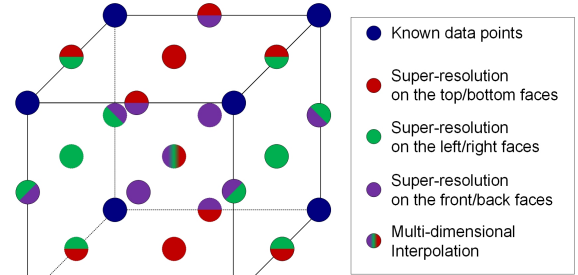 Known data points
Super-resolution
on the top/bottom faces
Super-resolution
on the left/right faces
Super-resolution
on the front/back faces
Multi-dimensional
Interpolation